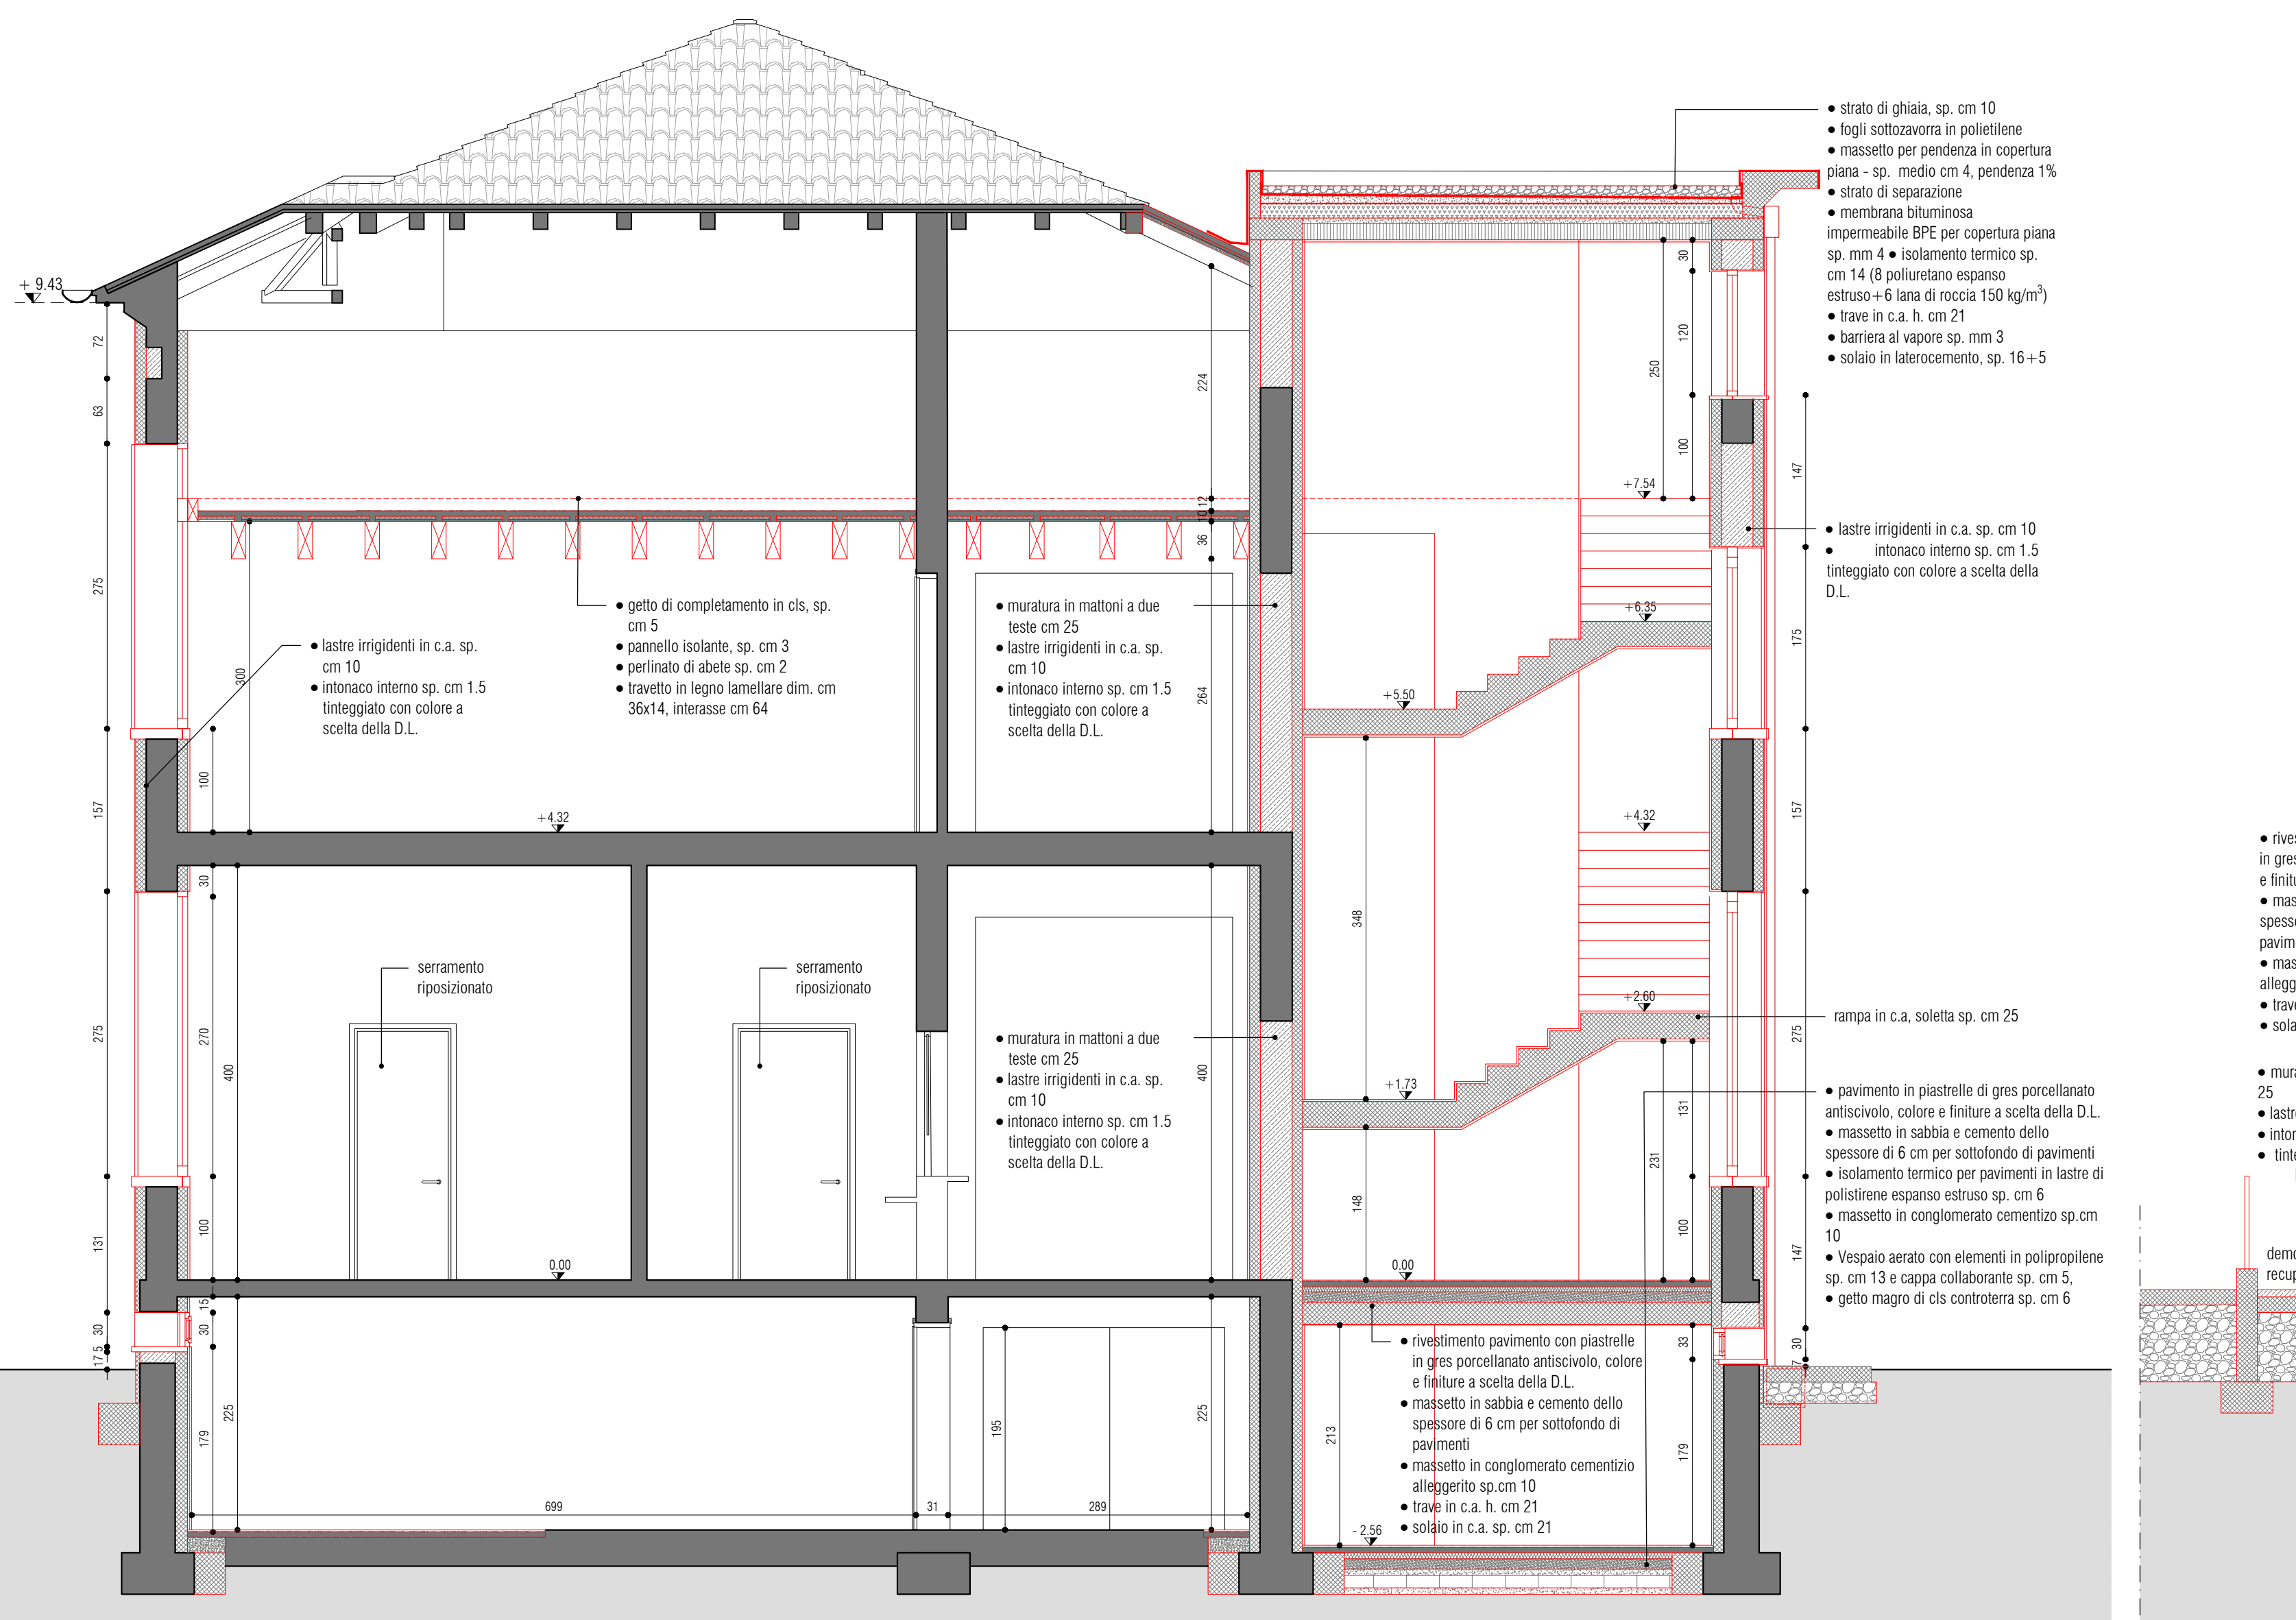 + 9.43
72
63
275
157
275
131
30
17 5
● strato di ghiaia, sp. cm 10
● fogli sottozavorra in polietilene
● massetto per pendenza in copertura
piana - sp. medio cm 4, pendenza 1%
● strato di separazione
● membrana bituminosa
impermeabile BPE per copertura piana
sp. mm 4 ● isolamento termico sp.
cm 14 (8 poliuretano espanso
estruso+6 lana di roccia 150 kg/m³)
● trave in c.a. h. cm 21
● barriera al vapore sp. mm 3
● solaio in laterocemento, sp. 16+5
224
12
10
36
264
30
120
250
100
+7.54
147
● lastre irrigidenti in c.a. sp. cm 10
● intonaco interno sp. cm 1.5
tinteggiato con colore a scelta della
D.L.
175
157
275
147
30
7
300
100
● lastre irrigidenti in c.a. sp.
cm 10
● intonaco interno sp. cm 1.5
tinteggiato con colore a
scelta della D.L.
● getto di completamento in cls, sp.
cm 5
● pannello isolante, sp. cm 3
● perlinato di abete sp. cm 2
● travetto in legno lamellare dim. cm
36x14, interasse cm 64
● muratura in mattoni a due
teste cm 25
● lastre irrigidenti in c.a. sp.
cm 10
● intonaco interno sp. cm 1.5
tinteggiato con colore a
scelta della D.L.
+6.35
+5.50
+4.32
+4.32
348
30
270
400
100
15
30
179
225
serramento
riposizionato
serramento
riposizionato
● muratura in mattoni a due
teste cm 25
● lastre irrigidenti in c.a. sp.
cm 10
● intonaco interno sp. cm 1.5
tinteggiato con colore a
scelta della D.L.
400
+2.60
+1.73
rampa in c.a, soletta sp. cm 25
131
231
148
100
● pavimento in piastrelle di gres porcellanato
antiscivolo, colore e finiture a scelta della D.L.
● massetto in sabbia e cemento dello
spessore di 6 cm per sottofondo di pavimenti
● isolamento termico per pavimenti in lastre di
polistirene espanso estruso sp. cm 6
● massetto in conglomerato cementizo sp.cm
10
● Vespaio aerato con elementi in polipropilene
sp. cm 13 e cappa collaborante sp. cm 5,
● getto magro di cls controterra sp. cm 6
0.00
0.00
● rivestimento pavimento con piastrelle
in gres porcellanato antiscivolo, colore
e finiture a scelta della D.L.
● massetto in sabbia e cemento dello
spessore di 6 cm per sottofondo di
pavimenti
● massetto in conglomerato cementizio
alleggerito sp.cm 10
● trave in c.a. h. cm 21
● solaio in c.a. sp. cm 21
33
179
213
195
225
699
31
289
- 2.56
● rives
in gres
e finitu
● mas
spesso
pavim
● mas
allegg
● trave
● sola
● mura
25
● lastre
● inton
● tinte
demo
recup